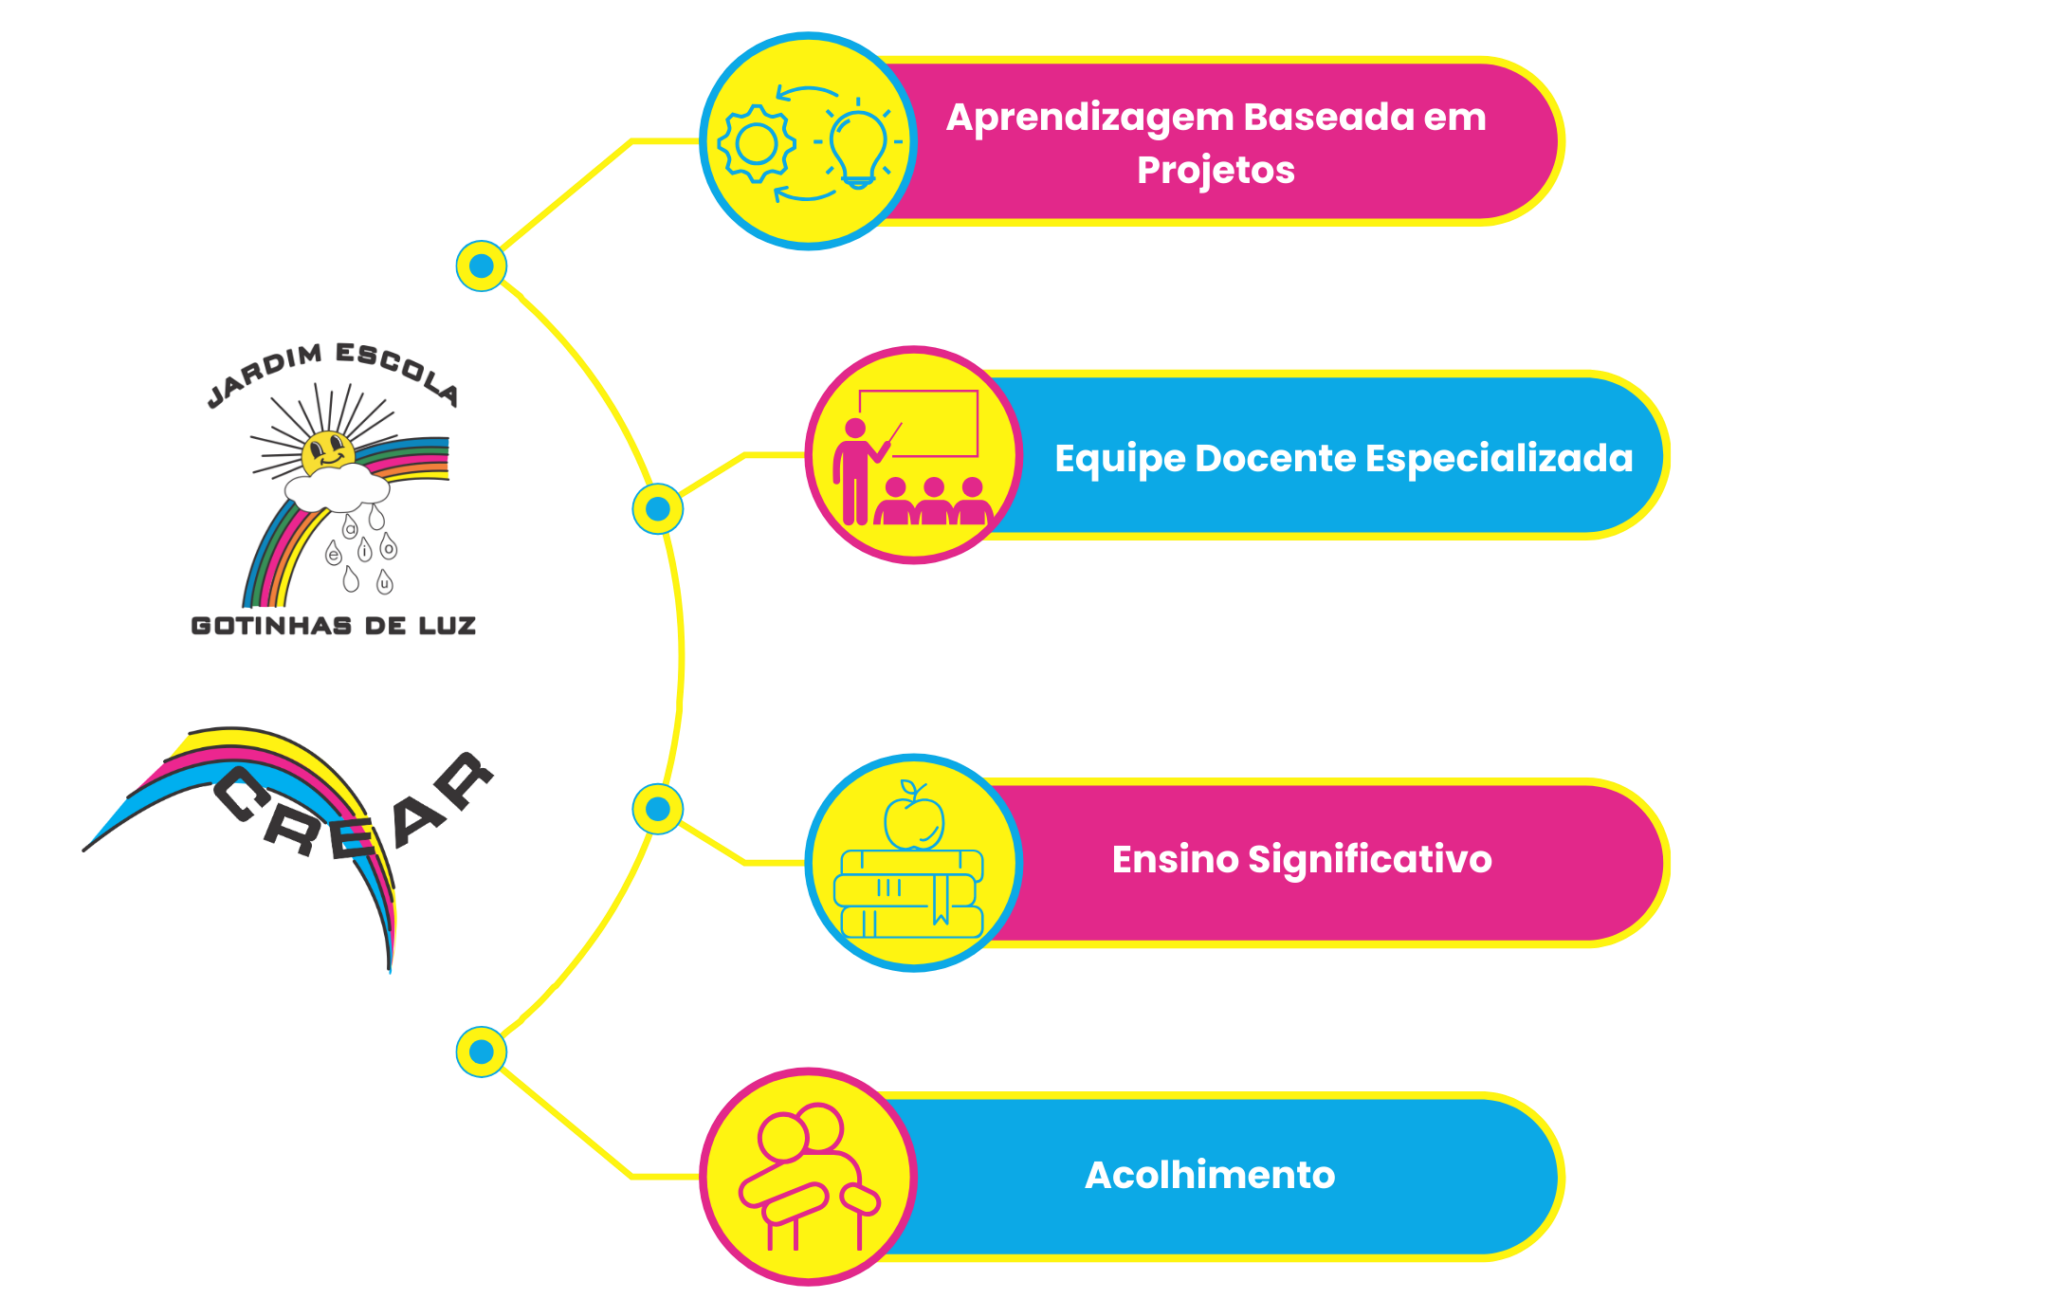 JARDIM ESCOLA
a
e i o
u
GOTINHAS DE LUZ
CREAR
Aprendizagem Baseada em
Projetos
Equipe Docente Especializada
Ensino Significativo
Acolhimento